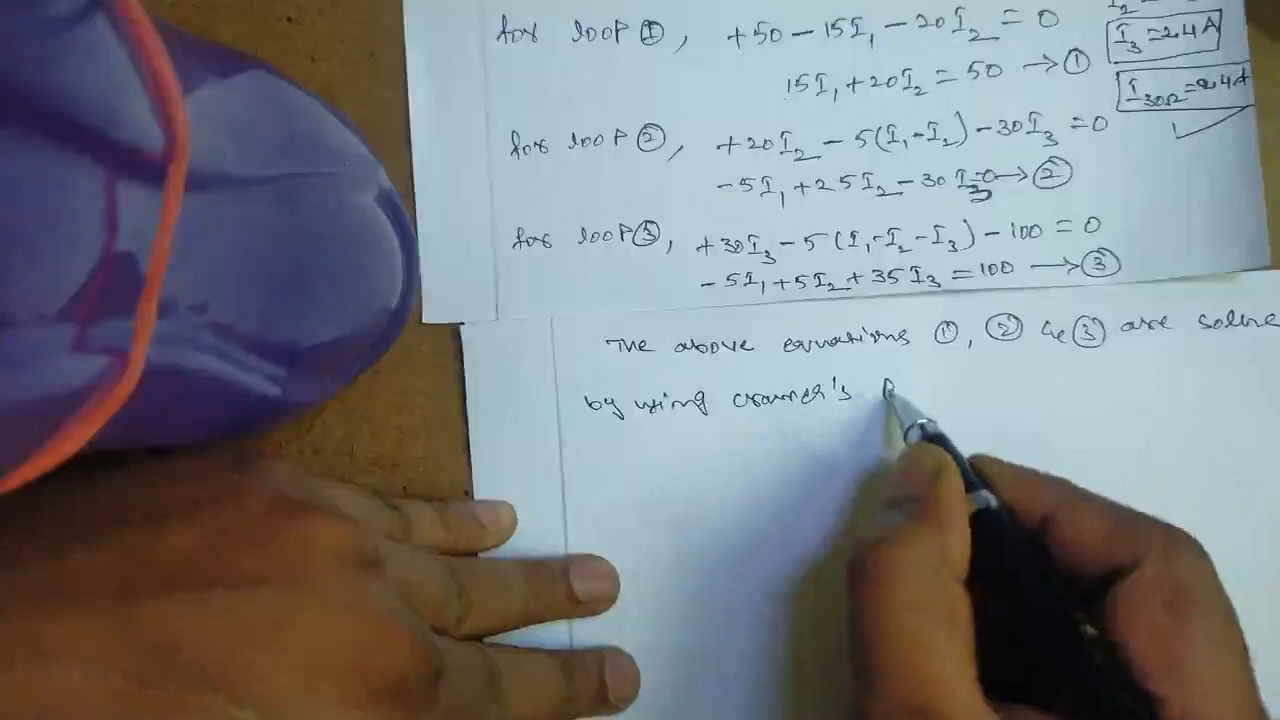 for loop ①, +50 - 15I₁ - 20I₂ = 0
15I₁ + 20I₂ = 50 → ①
I₃ = 2.4A
I₃₀Ω = 2.4A
for loop ②, +20I₂ - 5(I₁ - I₂) - 30I₃ = 0
-5I₁ + 25I₂ - 30I₃ = 0 → ②
for loop ③, +30I₃ - 5(I₁ - I₂ - I₃) - 100 = 0
-5I₁ + 5I₂ + 35I₃ = 100 → ③
The above equations ①, ② & ③ are solve
by using cramer's